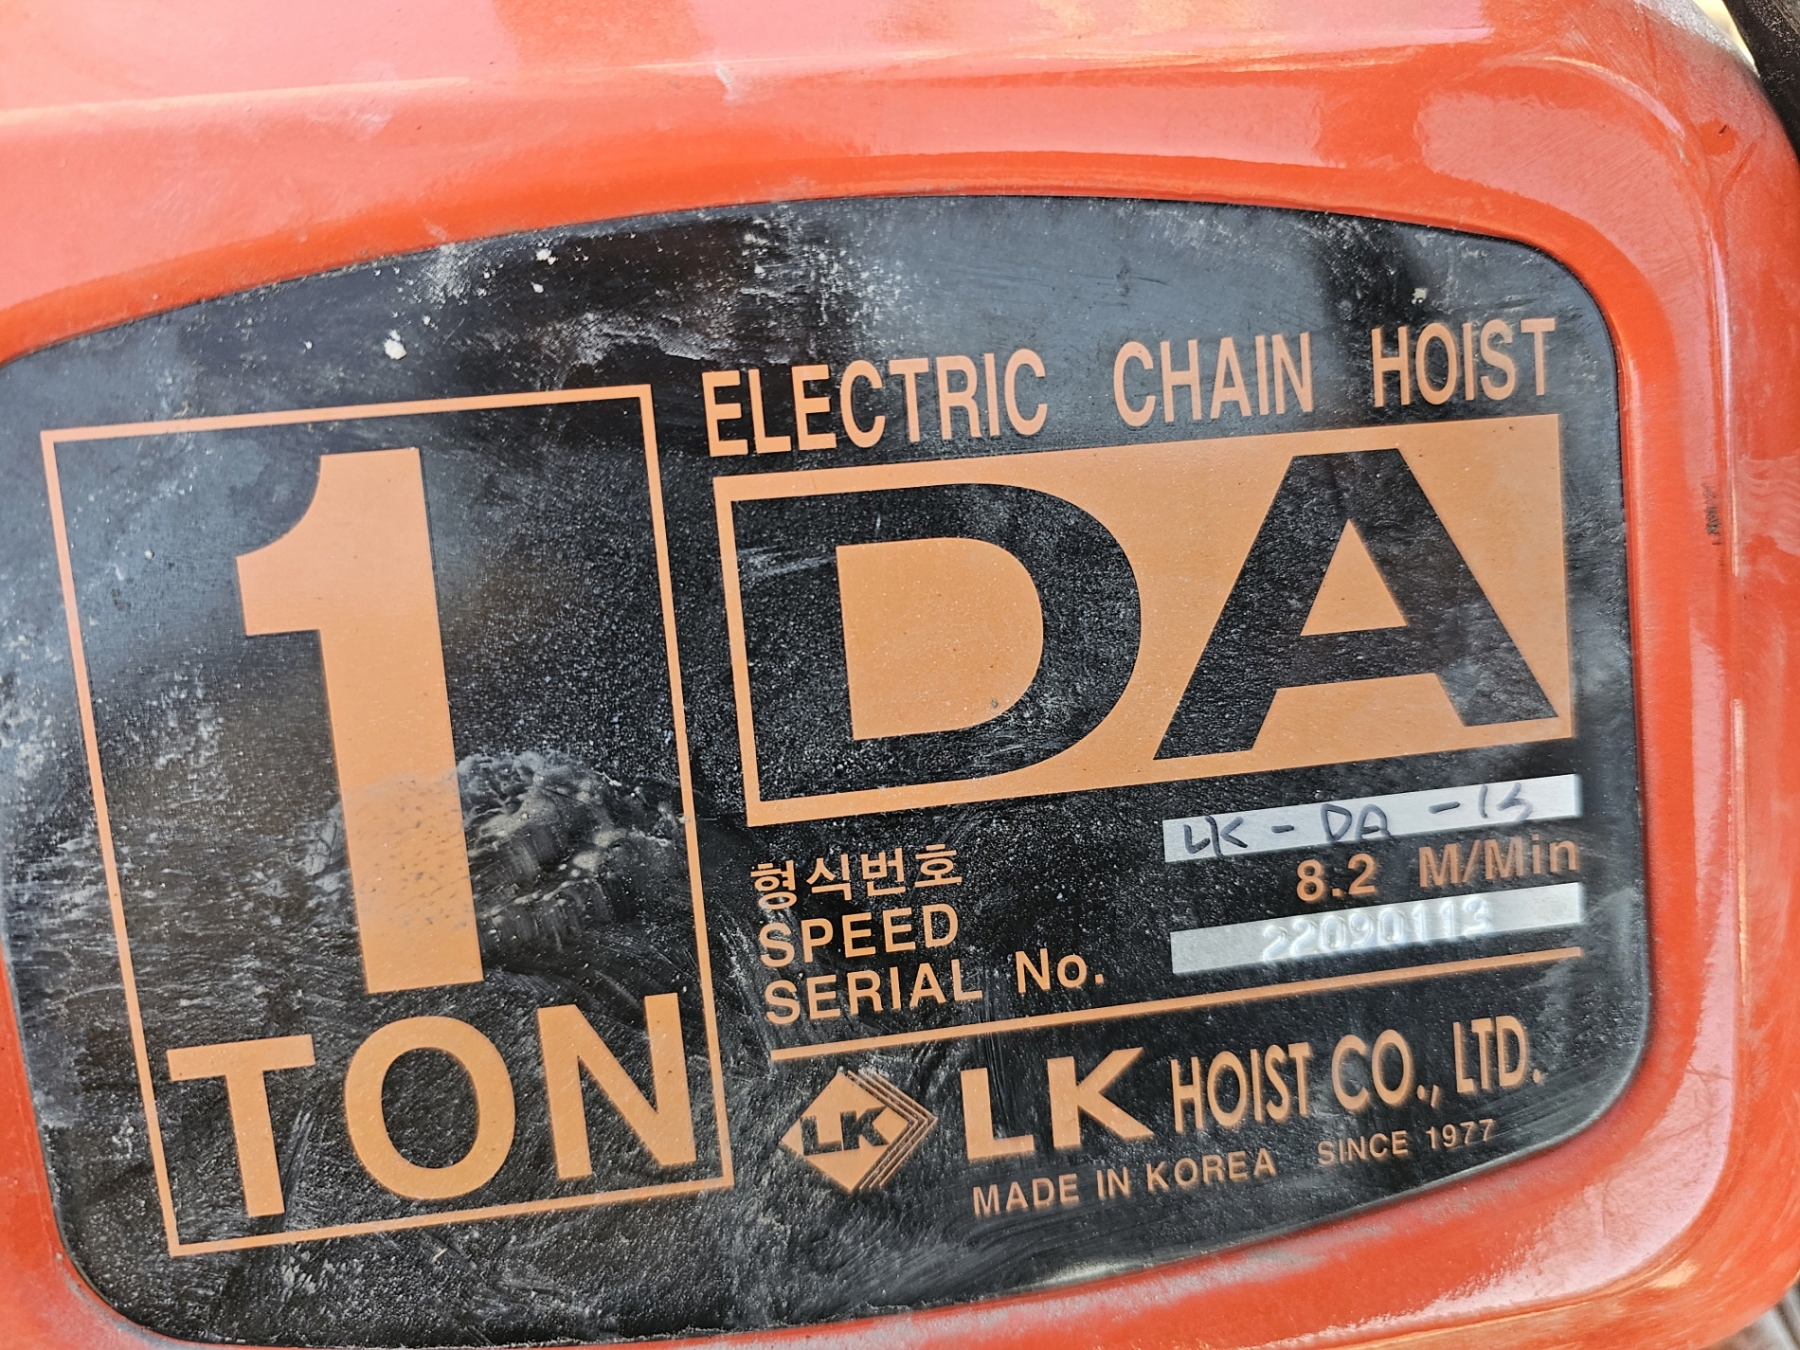 1
TON
ELECTRIC CHAIN HOIST
DA
형식번호 LK-DA-1S
SPEED 8.2 M/Min
SERIAL No. 22090113
LK LK HOIST CO., LTD.
MADE IN KOREA SINCE 1977